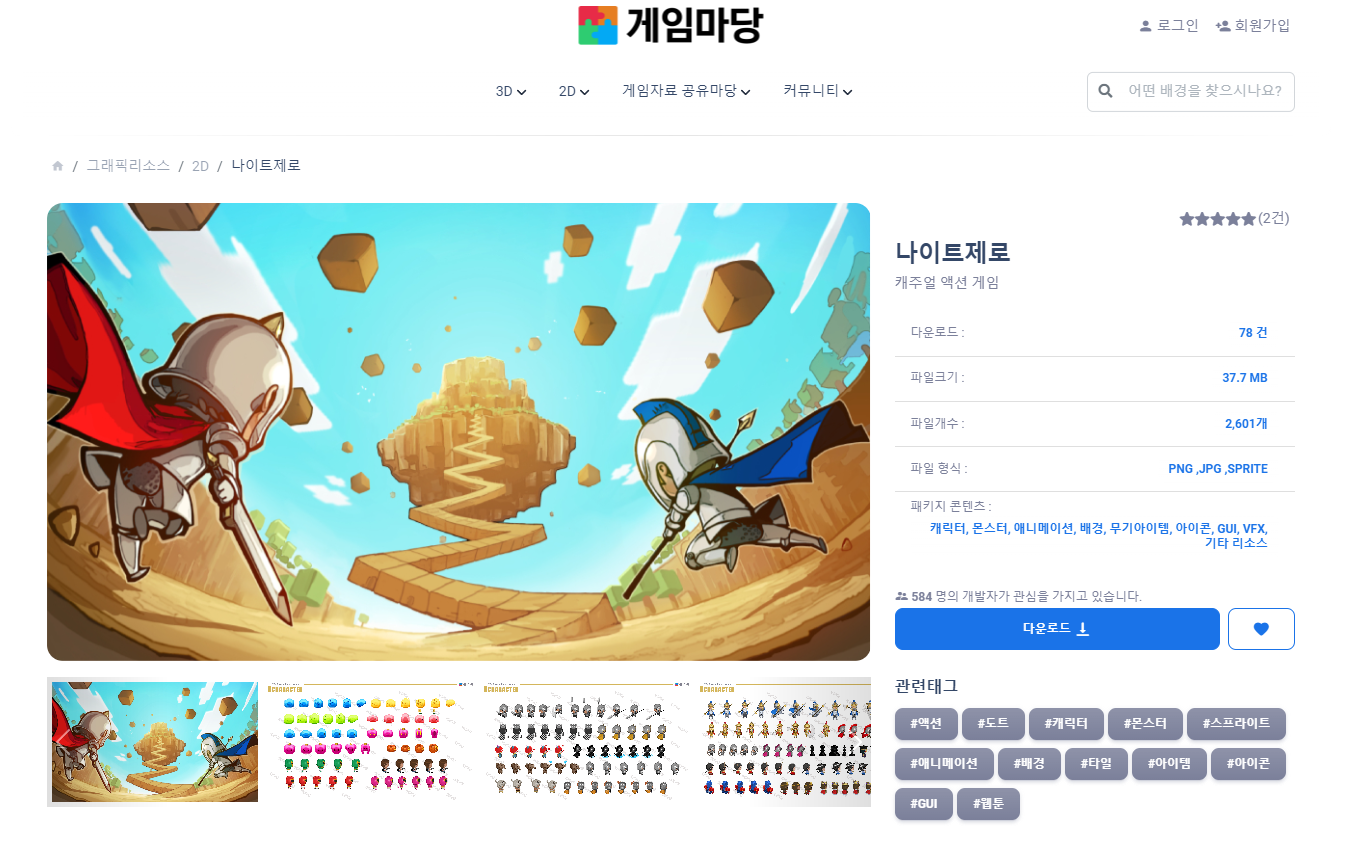 게임마당
로그인 회원가입
3D 2D 게임자료 공유마당 커뮤니티
어떤 배경을 찾으시나요?
/ 그래픽리소스 / 2D / 나이트제로
(2건)
나이트제로
캐주얼 액션 게임
다운로드 : 78 건
파일크기 : 37.7 MB
파일개수 : 2,601개
파일 형식 : PNG ,JPG ,SPRITE
패키지 콘텐츠 :
캐릭터, 몬스터, 애니메이션, 배경, 무기아이템, 아이콘, GUI, VFX,
기타 리소스
584 명의 개발자가 관심을 가지고 있습니다.
다운로드
CHARACTER CHARACTER CHARACTER
관련태그
#액션 #도트 #캐릭터 #몬스터 #스프라이트
#애니메이션 #배경 #타일 #아이템 #아이콘
#GUI #웹툰